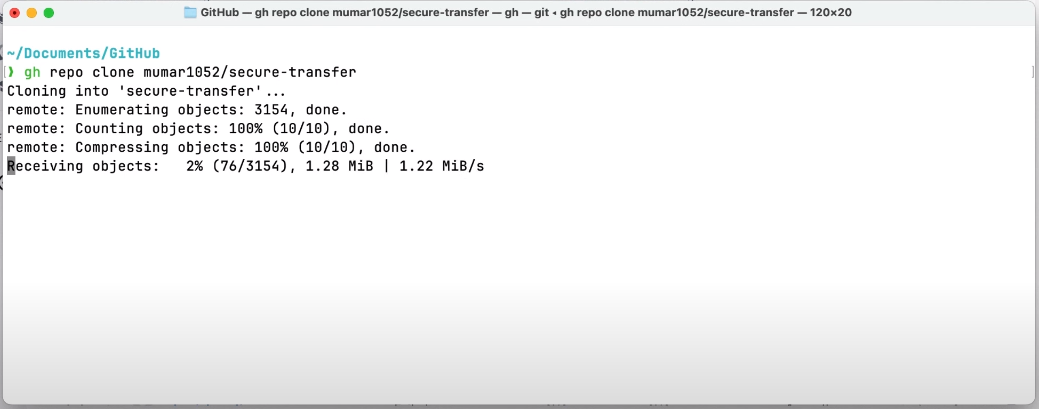 GitHub — gh repo clone mumar1052/secure-transfer — gh — git ◂ gh repo clone mumar1052/secure-transfer — 120×20
~/Documents/GitHub
❯ gh repo clone mumar1052/secure-transfer
Cloning into 'secure-transfer'...
remote: Enumerating objects: 3154, done.
remote: Counting objects: 100% (10/10), done.
remote: Compressing objects: 100% (10/10), done.
Receiving objects:   2% (76/3154), 1.28 MiB | 1.22 MiB/s